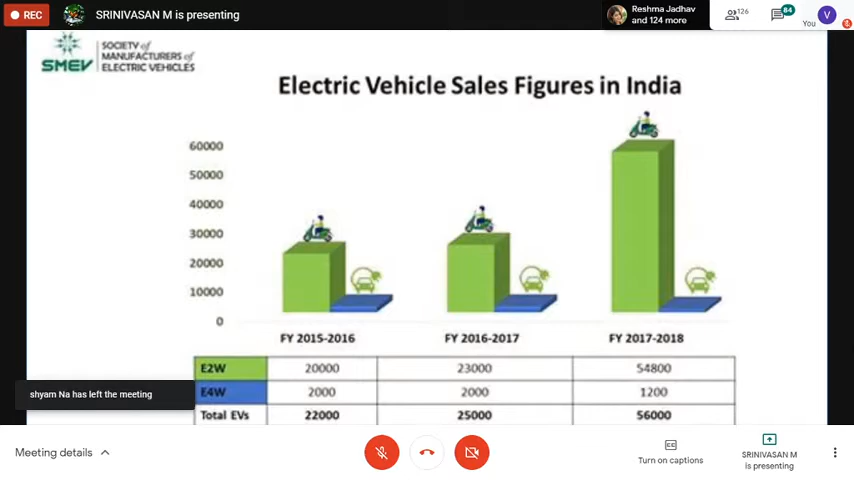 REC
SRINIVASAN M is presenting
Reshma Jadhav
and 124 more
126
84
You
V
SMEV
SOCIETY of
MANUFACTURERS of
ELECTRIC VEHICLES
Electric Vehicle Sales Figures in India
60000
50000
40000
30000
20000
10000
0
FY 2015-2016 FY 2016-2017 FY 2017-2018
E2W 20000 23000 54800
E4W 2000 2000 1200
Total EVs 22000 25000 56000
shyam Na has left the meeting
Meeting details
CC
Turn on captions
SRINIVASAN M
is presenting